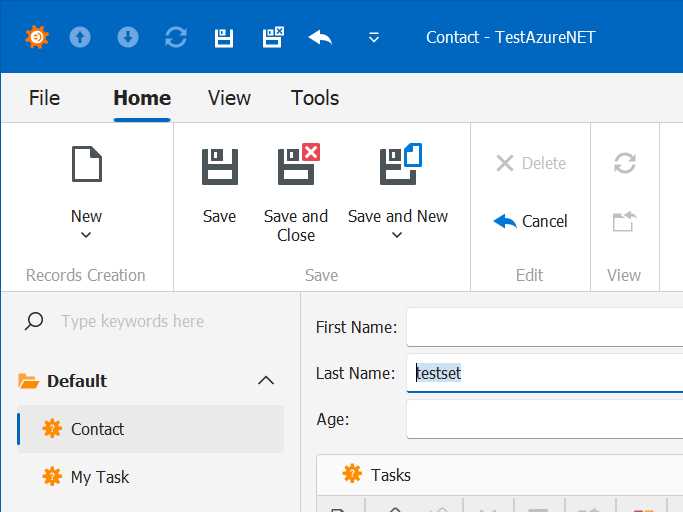 Contact - TestAzureNET
File Home View Tools
New
Save
Save and Close
Save and New
Delete
Cancel
Records Creation
Save
Edit
View
Type keywords here
Default
Contact
My Task
First Name:
Last Name: testset
Age:
Tasks